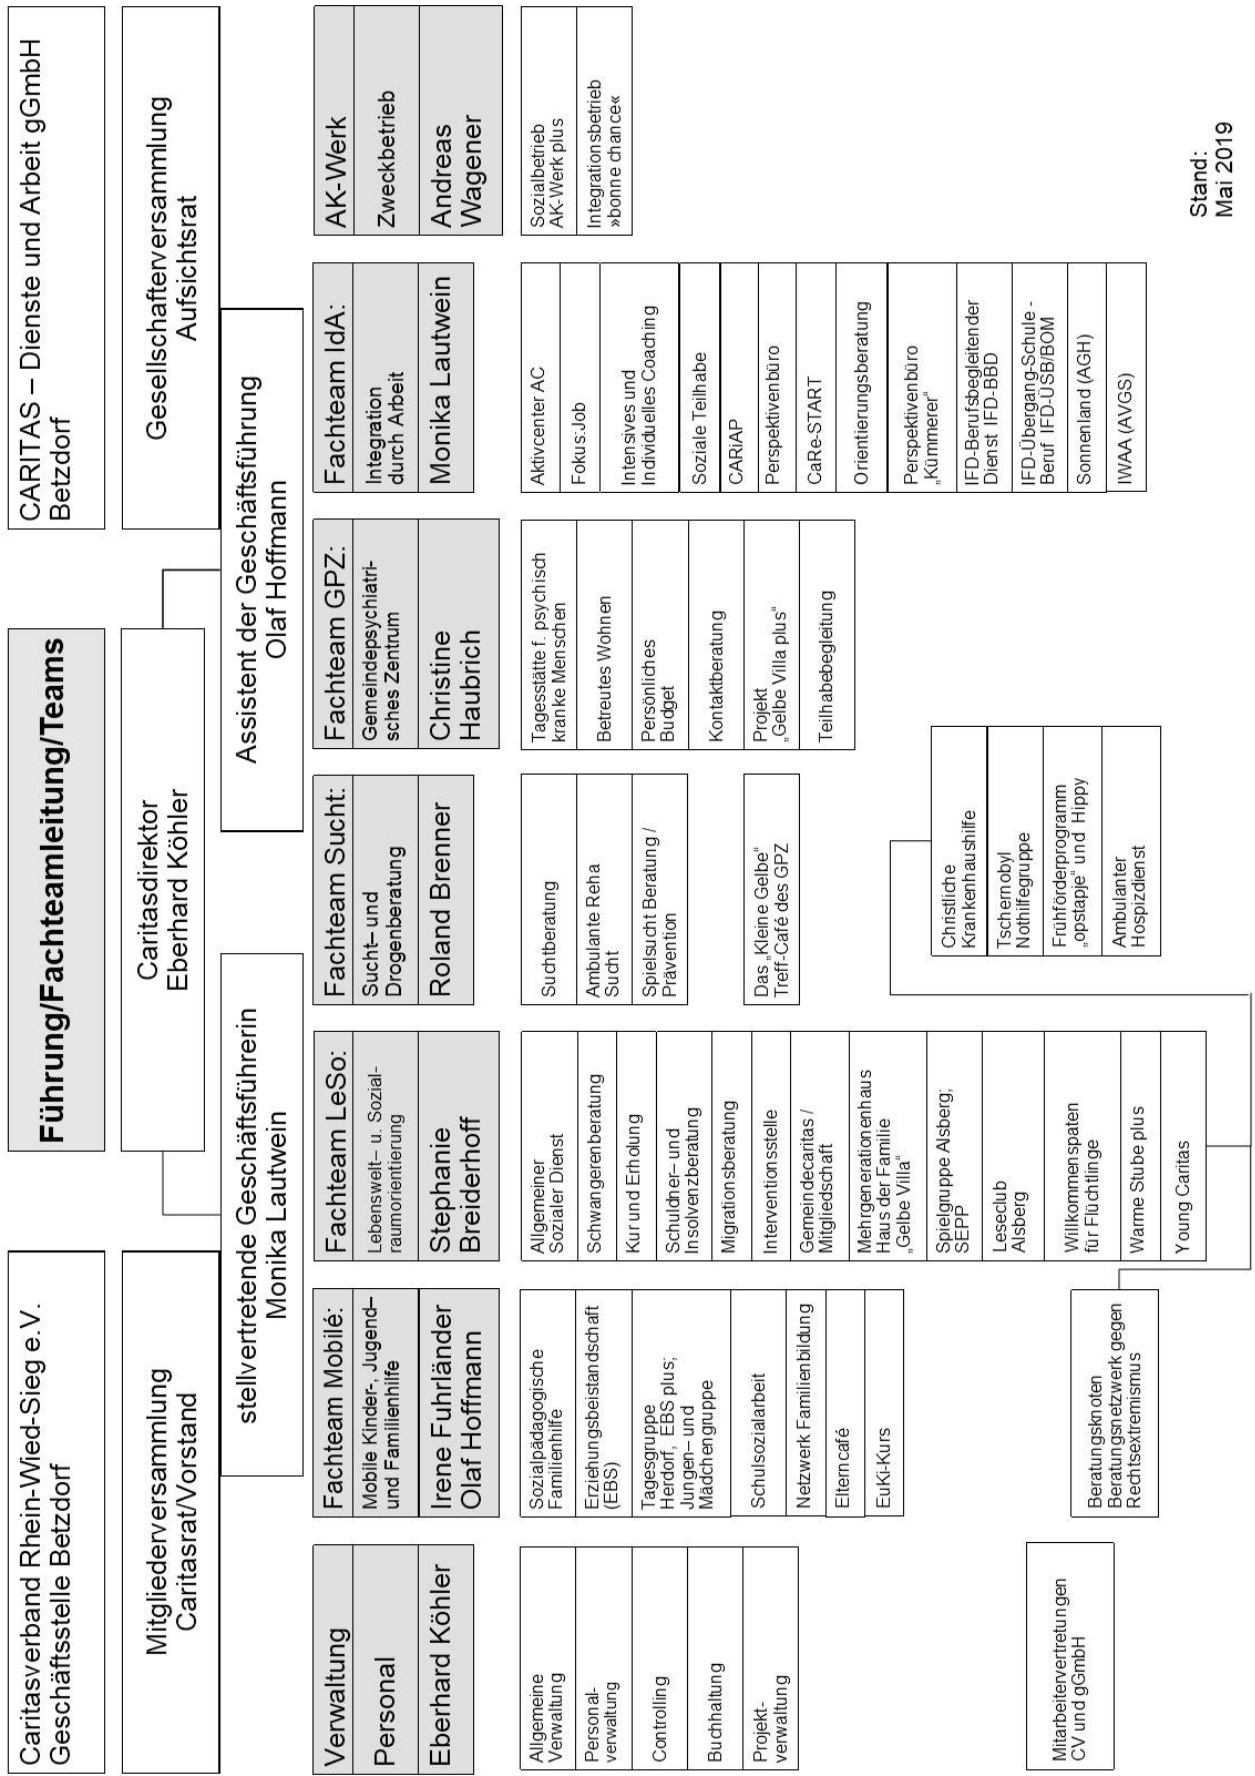 Caritasverband Rhein-Wied-Sieg e.V.
Geschäftsstelle Betzdorf
Führung/Fachteamleitung/Teams
CARITAS – Dienste und Arbeit gGmbH
Betzdorf
Mitgliederversammlung
Caritasrat/Vorstand
Caritasdirektor
Eberhard Köhler
Gesellschafterversammlung
Aufsichtsrat
stellvertretende Geschäftsführerin
Monika Lautwein
Assistent der Geschäftsführung
Olaf Hoffmann
Verwaltung
Personal
Eberhard Köhler
Allgemeine
Verwaltung
Personal-
verwaltung
Controlling
Buchhaltung
Projekt-
verwaltung
Fachteam Mobilé:
Mobile Kinder-, Jugend–
und Familienhilfe
Irene Fuhrländer
Olaf Hoffmann
Sozialpädagogische
Familienhilfe
Erziehungsbeistandschaft
(EBS)
Tagesgruppe
Herdorf, EBS plus;
Jungen– und
Mädchengruppe
Schulsozialarbeit
Netzwerk Familienbildung
Elterncafé
EuKi-Kurs
Fachteam LeSo:
Lebenswelt– u. Sozial-
raumorientierung
Stephanie
Breiderhoff
Allgemeiner
Sozialer Dienst
Schwangerenberatung
Kur und Erholung
Schuldner– und
Insolvenzberatung
Migrationsberatung
Interventionsstelle
Gemeindecaritas /
Mitgliedschaft
Mehrgenerationenhaus
Haus der Familie
„Gelbe Villa“
Spielgruppe Alsberg;
SEPP
Leseclub
Alsberg
Willkommenspaten
für Flüchtlinge
Warme Stube plus
Young Caritas
Fachteam Sucht:
Sucht– und
Drogenberatung
Roland Brenner
Suchtberatung
Ambulante Reha
Sucht
Spielsucht Beratung /
Prävention
Das „Kleine Gelbe“
Treff-Café des GPZ
Fachteam GPZ:
Gemeindepsychiatri-
sches Zentrum
Christine
Haubrich
Tagesstätte f. psychisch
kranke Menschen
Betreutes Wohnen
Persönliches
Budget
Kontaktberatung
Projekt
„Gelbe Villa plus“
Teilhabebegleitung
Fachteam IdA:
Integration
durch Arbeit
Monika Lautwein
Aktivcenter AC
Fokus:Job
Intensives und
Individuelles Coaching
Soziale Teilhabe
CARiAP
Perspektivenbüro
CaRe-START
Orientierungsberatung
Perspektivenbüro
„Kümmerer“
IFD-Berufsbegleitender
Dienst IFD-BBD
IFD-Übergang-Schule -
Beruf IFD-ÜSB/BOM
Sonnenland (AGH)
IWAA (AVGS)
AK-Werk
Zweckbetrieb
Andreas
Wagener
Sozialbetrieb
AK-Werk plus
Integrationsbetrieb
»bonne chance«
Mitarbeitervertretungen
CV und gGmbH
Beratungsknoten
Beratungsnetzwerk gegen
Rechtsextremismus
Christliche
Krankenhaushilfe
Tschernobyl
Nothilfegruppe
Frühförderprogramm
„opstapje“ und Hippy
Ambulanter
Hospizdienst
Stand:
Mai 2019